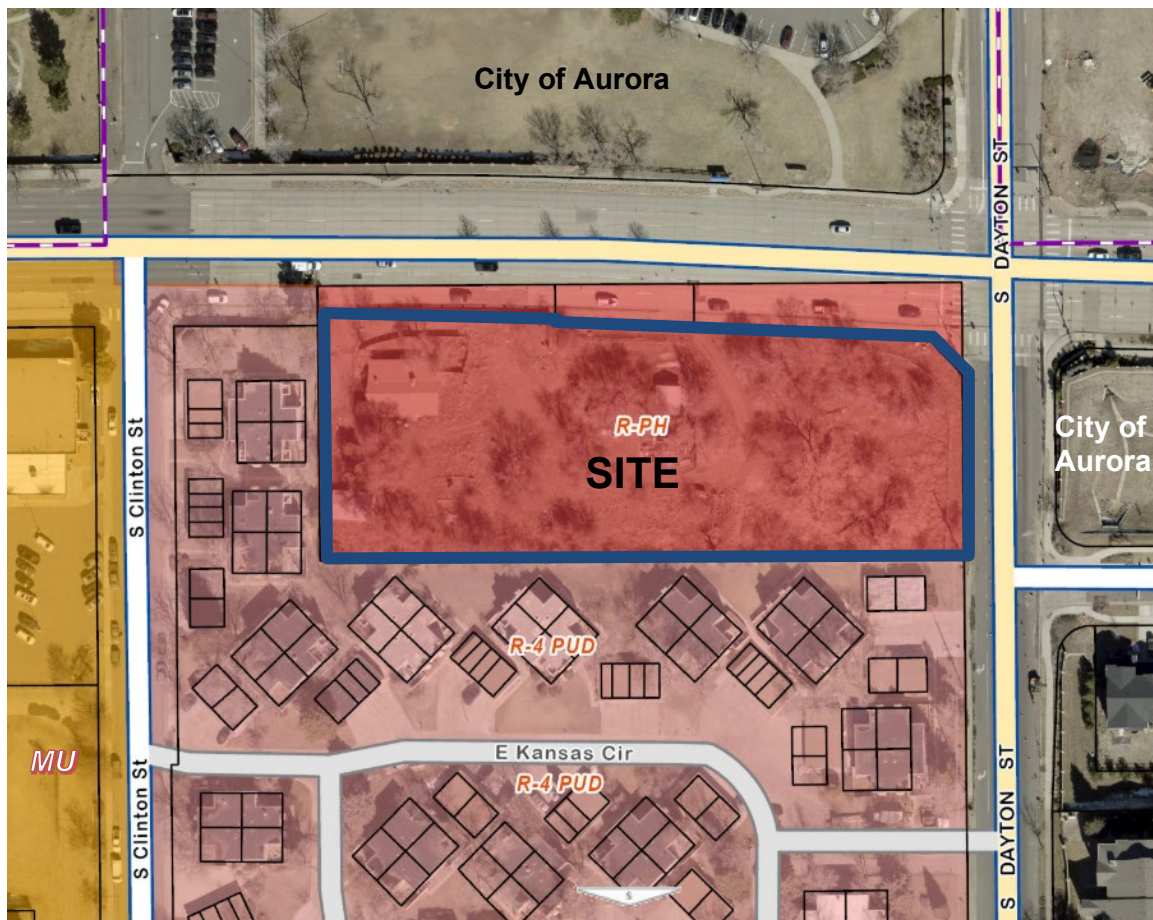 City of Aurora
S DAYTON ST
R-PH
SITE
City of
Aurora
S Clinton St
R-4 PUD
MU
E Kansas Cir
R-4 PUD
S Clinton St
S DAYTON ST
S